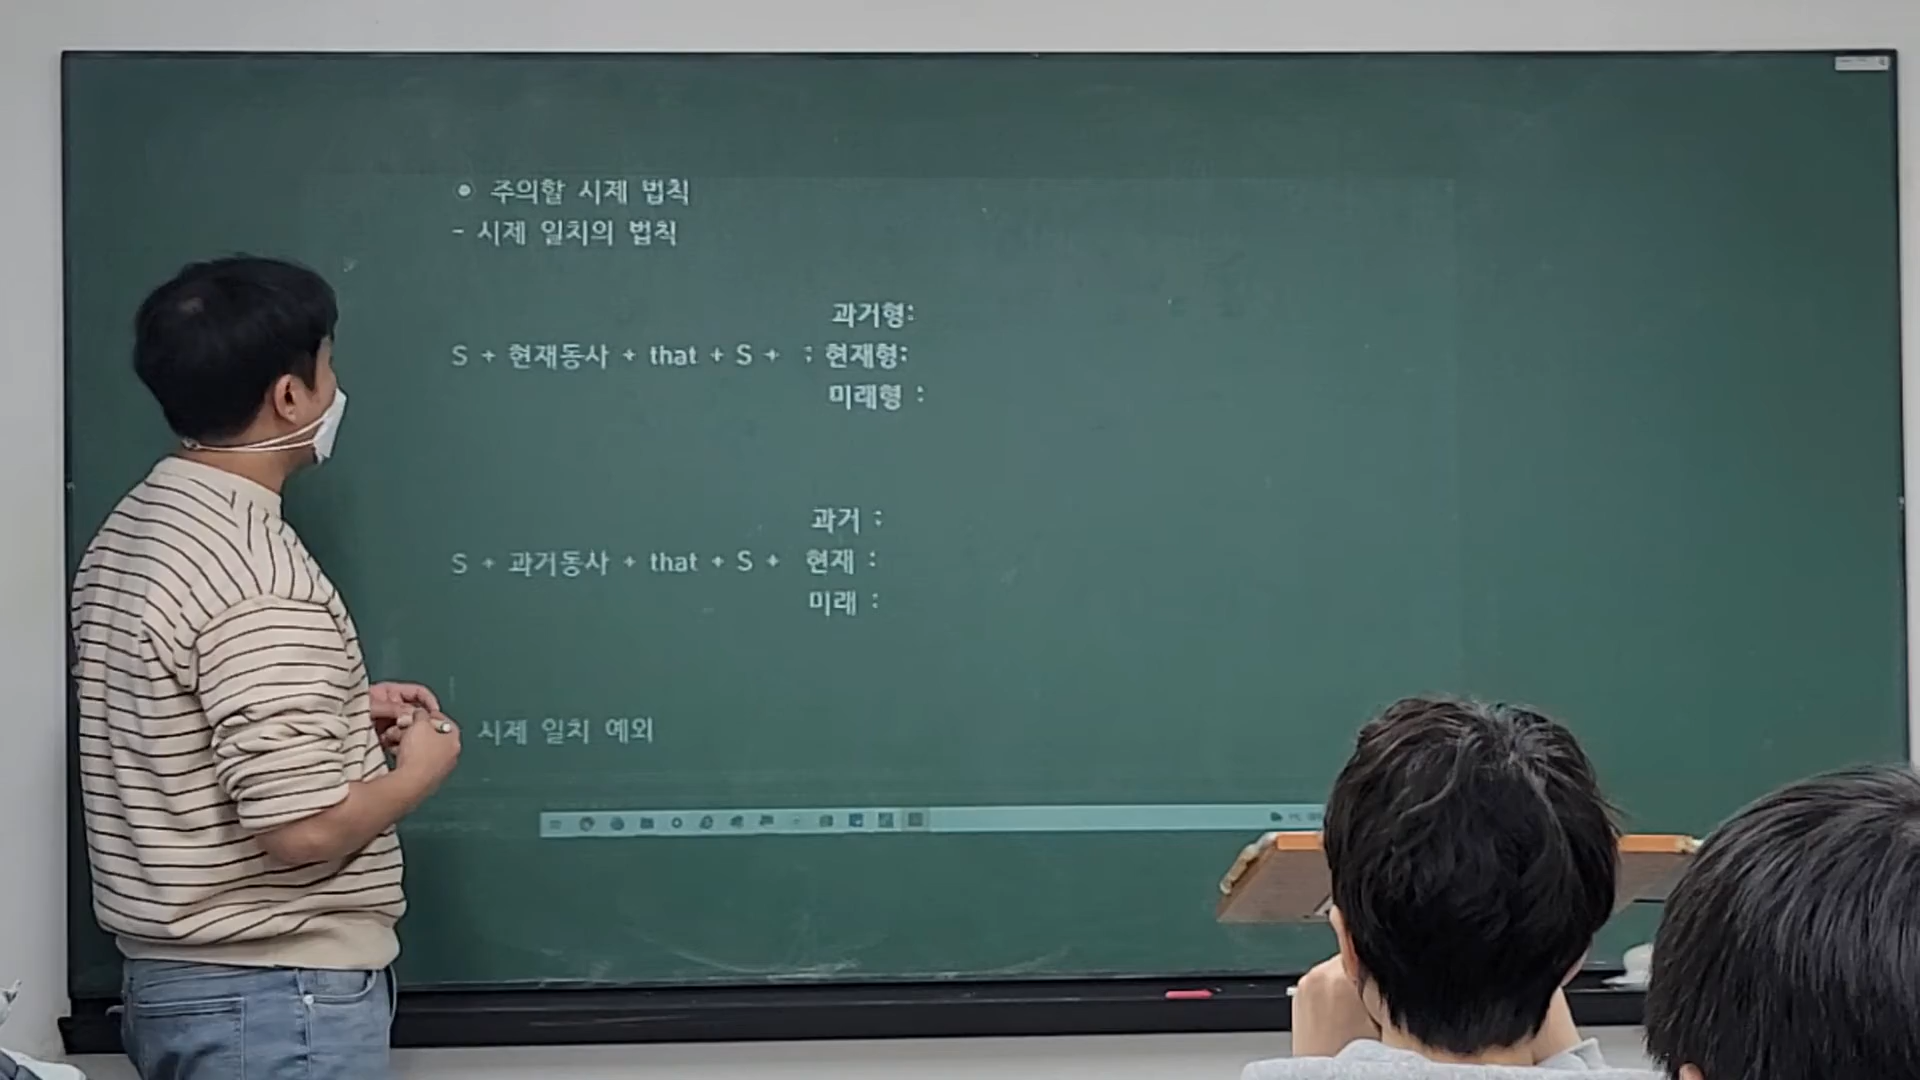 ⊙ 주의할 시제 법칙
- 시제 일치의 법칙
과거형:
S + 현재동사 + that + S + : 현재형:
미래형 :
과거 :
S + 과거동사 + that + S + 현재 :
미래 :
시제 일치 예외